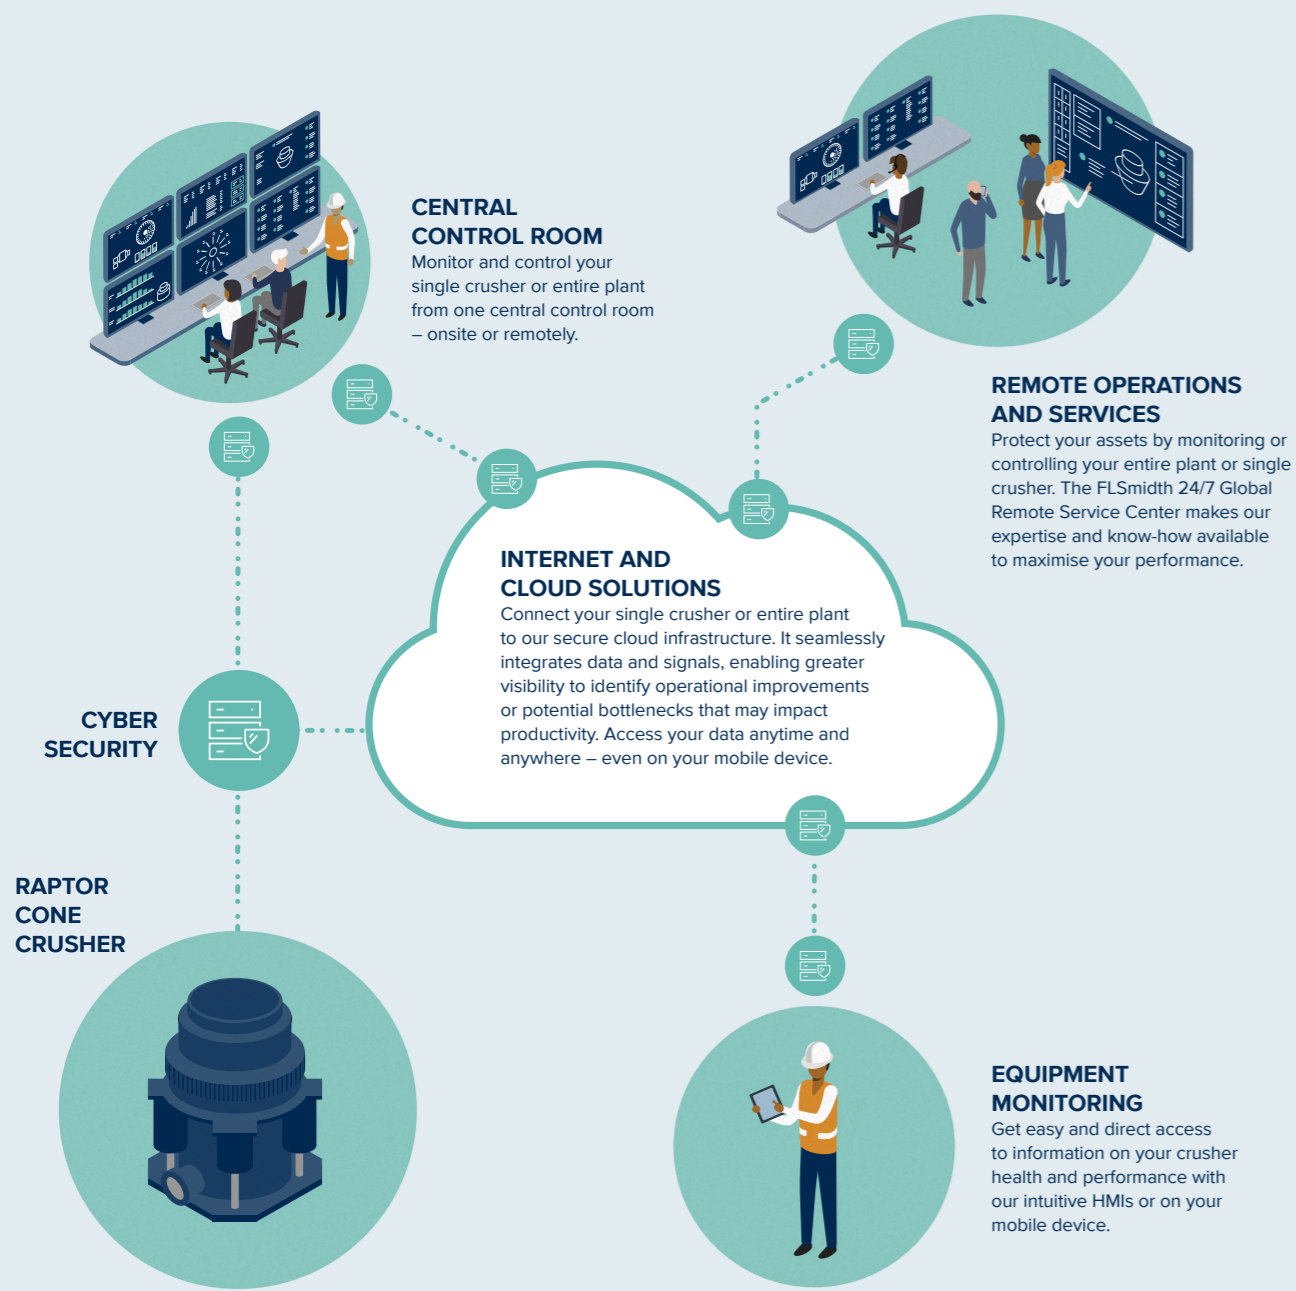 CENTRAL
CONTROL ROOM
Monitor and control your
single crusher or entire plant
from one central control room
– onsite or remotely.
REMOTE OPERATIONS
AND SERVICES
Protect your assets by monitoring or
controlling your entire plant or single
crusher. The FLSmidth 24/7 Global
Remote Service Center makes our
expertise and know-how available
to maximise your performance.
INTERNET AND
CLOUD SOLUTIONS
Connect your single crusher or entire plant
to our secure cloud infrastructure. It seamlessly
integrates data and signals, enabling greater
visibility to identify operational improvements
or potential bottlenecks that may impact
productivity. Access your data anytime and
anywhere – even on your mobile device.
CYBER
SECURITY
RAPTOR
CONE
CRUSHER
EQUIPMENT
MONITORING
Get easy and direct access
to information on your crusher
health and performance with
our intuitive HMIs or on your
mobile device.